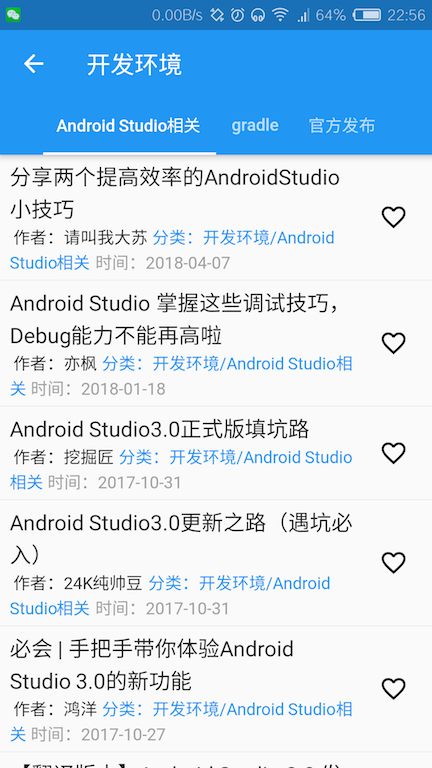 0.00B/s 64% 22:56
开发环境
Android Studio相关 gradle 官方发布
分享两个提高效率的AndroidStudio
小技巧
作者：请叫我大苏 分类：开发环境/Android
Studio相关 时间：2018-04-07
Android Studio 掌握这些调试技巧，
Debug能力不能再高啦
作者：亦枫 分类：开发环境/Android Studio相
关 时间：2018-01-18
Android Studio3.0正式版填坑路
作者：挖掘匠 分类：开发环境/Android Studio
相关 时间：2017-10-31
Android Studio3.0更新之路（遇坑必
入）
作者：24K纯帅豆 分类：开发环境/Android
Studio相关 时间：2017-10-31
必会 | 手把手带你体验Android
Studio 3.0的新功能
作者：鸿洋 分类：开发环境/Android Studio相
关 时间：2017-10-27